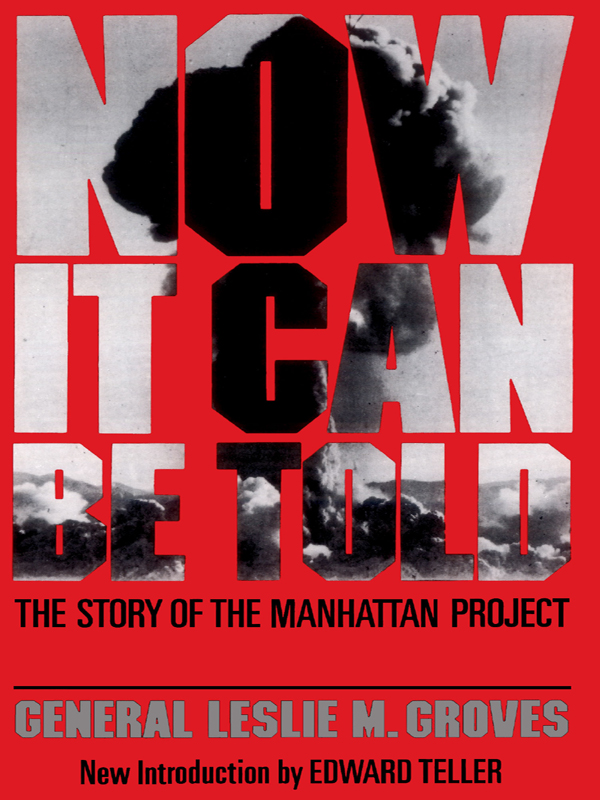 NOW
IT CAN
BE TOLD
THE STORY OF THE MANHATTAN PROJECT
GENERAL LESLIE M. GROVES
New Introduction by EDWARD TELLER